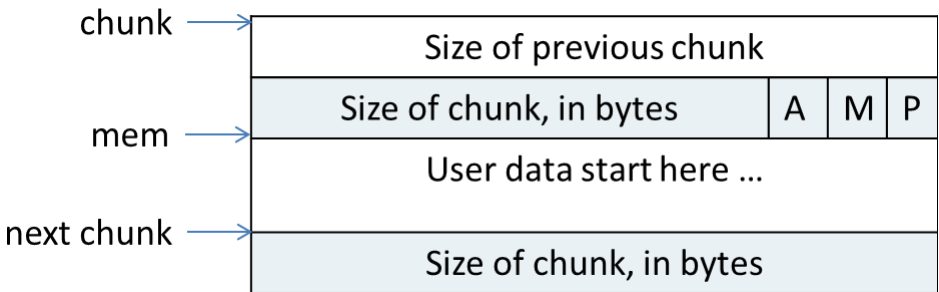 chunk
Size of previous chunk
Size of chunk, in bytes A M P
mem
User data start here ...
next chunk
Size of chunk, in bytes